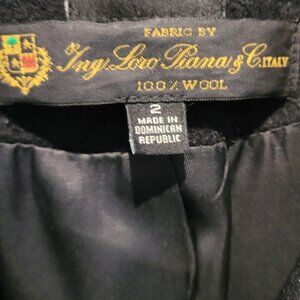 FABRIC BY
Ing. Loro Piana & C. ITALY
100% WOOL
2
MADE IN
DOMINICAN
REPUBLIC